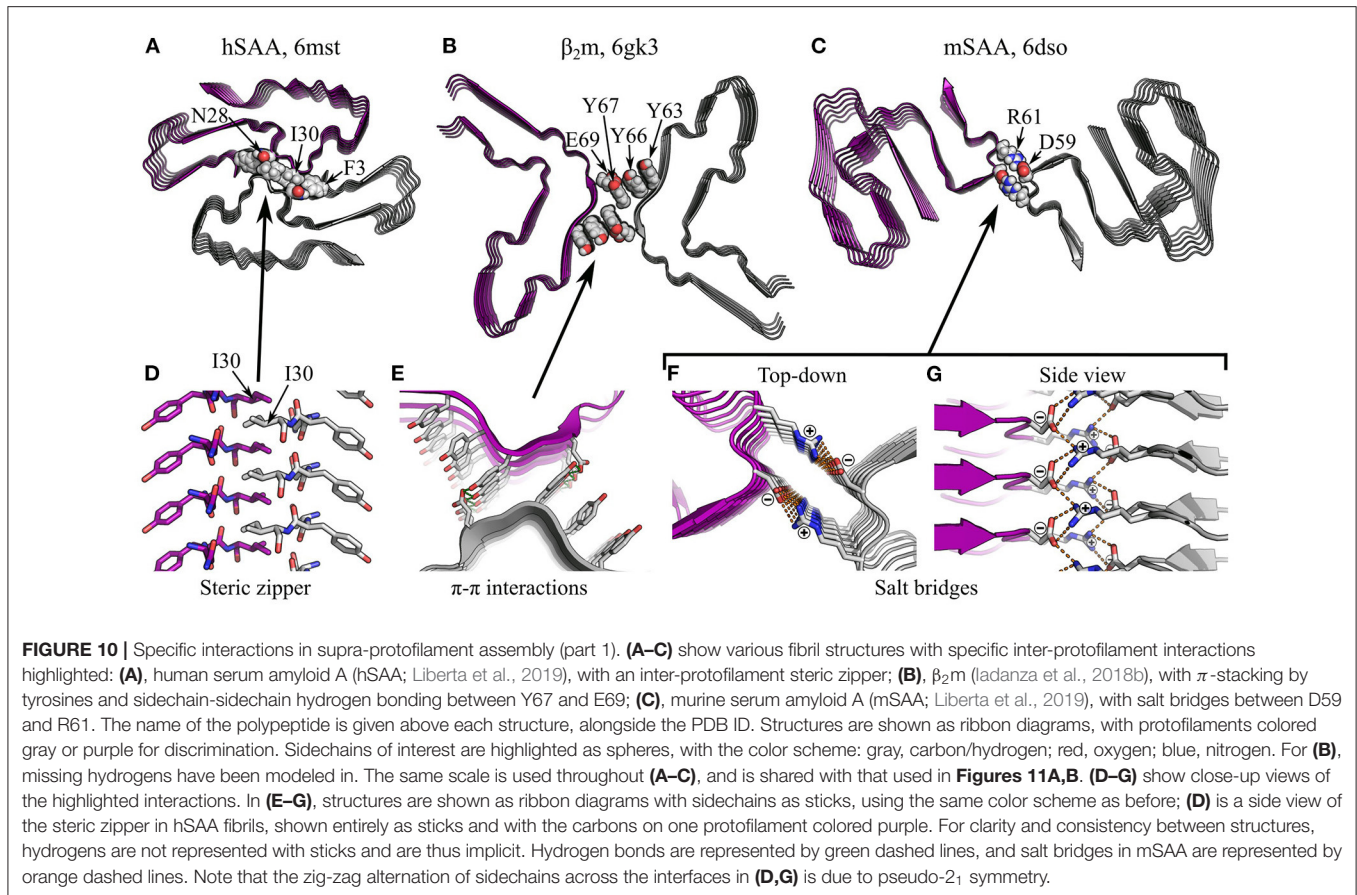 A hSAA, 6mst
B β₂m, 6gk3
C mSAA, 6dso
N28
I30
F3
Y67
E69
Y66
Y63
R61
D59
D
I30
I30
E
F
Top-down
G
Side view
Steric zipper
π-π interactions
Salt bridges
+
−
−
+
−
−
−
+
+
+
+
+
−
−
FIGURE 10 | Specific interactions in supra-protofilament assembly (part 1). (A–C) show various fibril structures with specific inter-protofilament interactions
highlighted: (A), human serum amyloid A (hSAA; Liberta et al., 2019), with an inter-protofilament steric zipper; (B), β₂m (Iadanza et al., 2018b), with π-stacking by
tyrosines and sidechain-sidechain hydrogen bonding between Y67 and E69; (C), murine serum amyloid A (mSAA; Liberta et al., 2019), with salt bridges between D59
and R61. The name of the polypeptide is given above each structure, alongside the PDB ID. Structures are shown as ribbon diagrams, with protofilaments colored
gray or purple for discrimination. Sidechains of interest are highlighted as spheres, with the color scheme: gray, carbon/hydrogen; red, oxygen; blue, nitrogen. For (B),
missing hydrogens have been modeled in. The same scale is used throughout (A–C), and is shared with that used in Figures 11A,B. (D–G) show close-up views of
the highlighted interactions. In (E–G), structures are shown as ribbon diagrams with sidechains as sticks, using the same color scheme as before; (D) is a side view of
the steric zipper in hSAA fibrils, shown entirely as sticks and with the carbons on one protofilament colored purple. For clarity and consistency between structures,
hydrogens are not represented with sticks and are thus implicit. Hydrogen bonds are represented by green dashed lines, and salt bridges in mSAA are represented by
orange dashed lines. Note that the zig-zag alternation of sidechains across the interfaces in (D,G) is due to pseudo-2₁ symmetry.